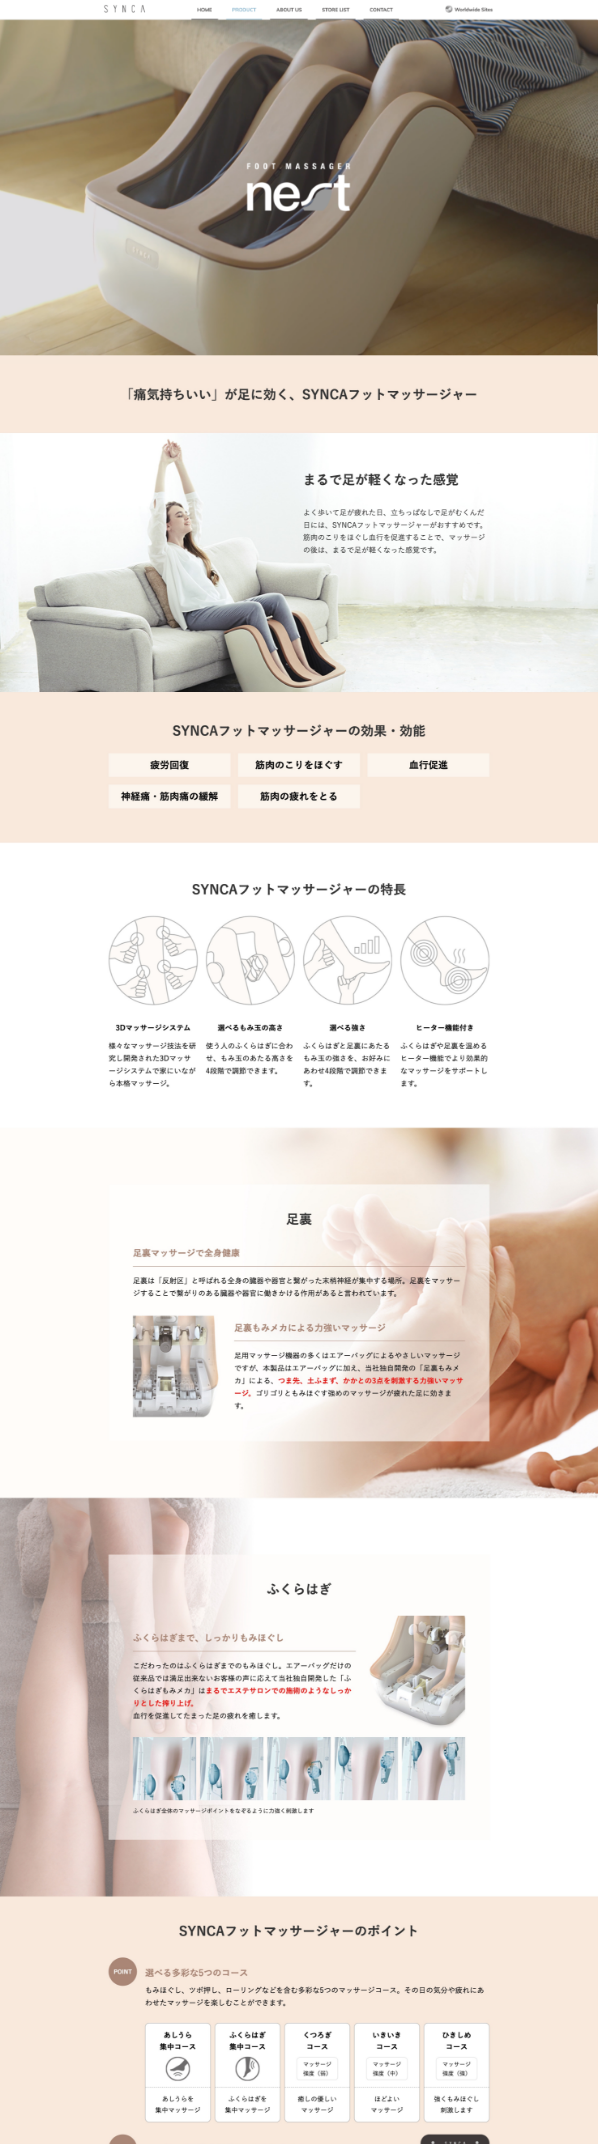 SYNCA
HOME
PRODUCT
ABOUT US
STORE LIST
CONTACT
Worldwide Sites
FOOT MASSAGER
nest
「痛気持ちいい」が足に効く、SYNCAフットマッサージャー
まるで足が軽くなった感覚
よく歩いて足が疲れた日、立ちっぱなしで足がむくんだ
日には、SYNCAフットマッサージャーがおすすめです。
筋肉のこりをほぐし血行を促進することで、マッサージ
の後は、まるで足が軽くなった感覚です。
SYNCAフットマッサージャーの効果・効能
疲労回復
筋肉のこりをほぐす
血行促進
神経痛・筋肉痛の緩解
筋肉の疲れをとる
SYNCAフットマッサージャーの特長
3Dマッサージシステム
様々なマッサージ技法を研
究し開発された3Dマッサ
ージシステムで家にいなが
ら本格マッサージ。
選べるもみ玉の高さ
使う人のふくらはぎに合わ
せ、もみ玉のあたる高さを
4段階で調節できます。
選べる強さ
ふくらはぎと足裏にあたる
もみ玉の強さを、お好みに
あわせ4段階で調節できま
す。
ヒーター機能付き
ふくらはぎや足裏を温める
ヒーター機能でより効果的
なマッサージをサポートし
ます。
足裏
足裏マッサージで全身健康
足裏は「反射区」と呼ばれる全身の臓器や器官と繋がった末梢神経が集中する場所。足裏をマッサー
ジすることで繋がりのある臓器や器官に働きかける作用があると言われています。
足裏もみメカによる力強いマッサージ
足用マッサージ機器の多くはエアーバッグによるやさしいマッサージ
ですが、本製品はエアーバッグに加え、当社独自開発の「足裏もみメ
カ」による、つま先、土ふまず、かかとの3点を刺激する力強いマッサ
ージ。ゴリゴリともみほぐす強めのマッサージが疲れた足に効きま
す。
ふくらはぎ
ふくらはぎまで、しっかりもみほぐし
こだわったのはふくらはぎまでのもみほぐし。エアーバッグだけの
従来品では満足出来ないお客様の声に応えて当社独自開発した「ふ
くらはぎもみメカ」はまるでエステサロンでの施術のようなしっか
りとした搾り上げ。
血行を促進してたまった足の疲れを癒します。
ふくらはぎ全体のマッサージポイントをなぞるように力強く刺激します
SYNCAフットマッサージャーのポイント
POINT
選べる多彩な5つのコース
もみほぐし、ツボ押し、ローリングなどを含む多彩な5つのマッサージコース。その日の気分や疲れにあ
わせたマッサージを楽しむことができます。
あしうら
集中コース
あしうらを
集中マッサージ
ふくらはぎ
集中コース
ふくらはぎを
集中マッサージ
くつろぎ
コース
マッサージ
強度（弱）
癒しの優しい
マッサージ
いきいき
コース
マッサージ
強度（中）
ほどよい
マッサージ
ひきしめ
コース
マッサージ
強度（強）
強くもみほぐし
刺激します